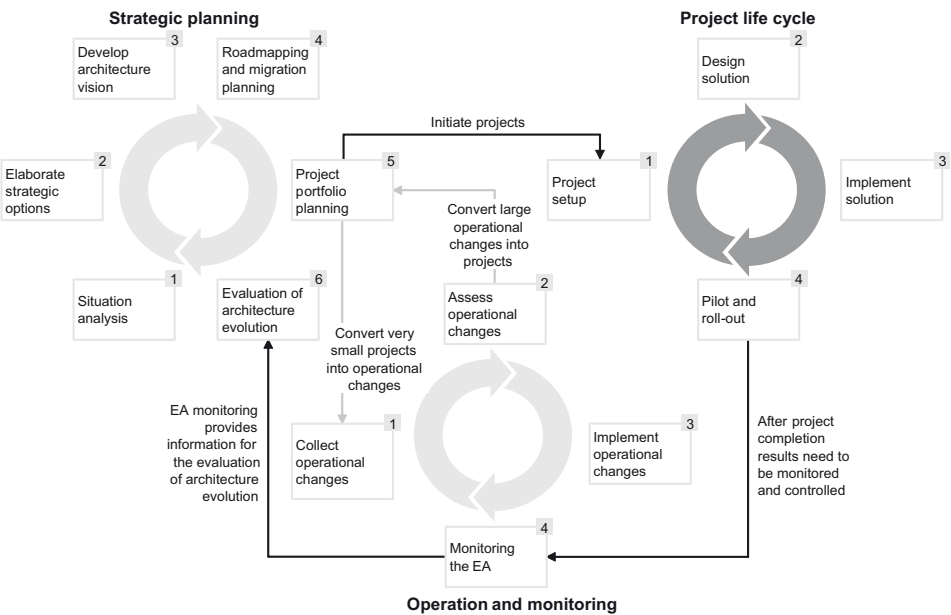 Strategic planning
3
Develop
architecture
vision
4
Roadmapping
and migration
planning
2
Elaborate
strategic
options
5
Project
portfolio
planning
1
Situation
analysis
6
Evaluation of
architecture
evolution
Initiate projects
Project life cycle
2
Design
solution
1
Project
setup
3
Implement
solution
4
Pilot and
roll-out
Convert large
operational
changes into
projects
Convert very
small projects
into operational
changes
2
Assess
operational
changes
1
Collect
operational
changes
3
Implement
operational
changes
4
Monitoring
the EA
EA monitoring
provides
information for
the evaluation
of architecture
evolution
After project
completion
results need to
be monitored
and controlled
Operation and monitoring